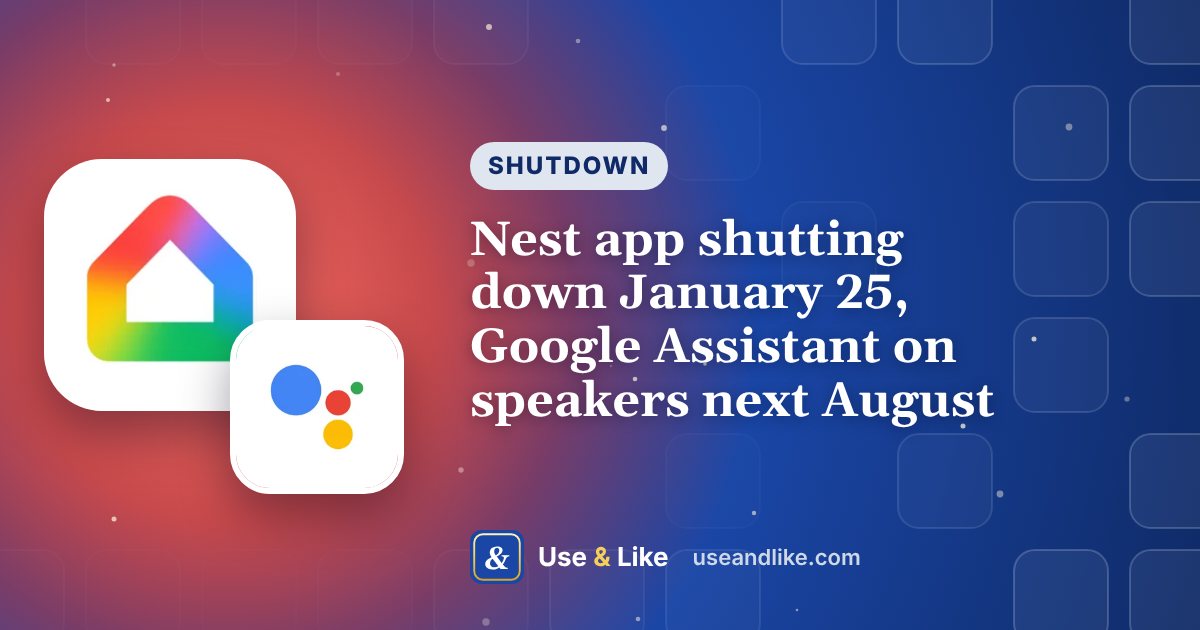 SHUTDOWN
Nest app shutting
down January 25,
Google Assistant on
speakers next August
& Use & Like useandlike.com